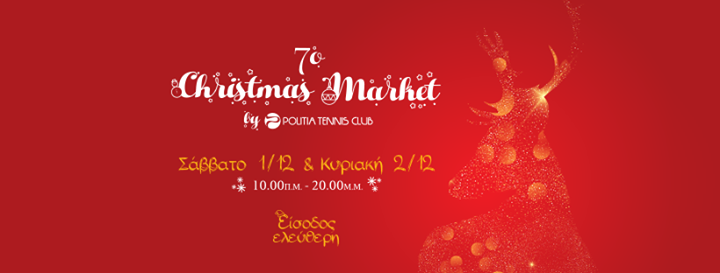 7ο
Christmas Market
by POLITIA TENNIS CLUB
Σάββατο 1/12 & Κυριακή 2/12
10.00Π.Μ. - 20.00Μ.Μ.
Είσοδος
ελεύθερη